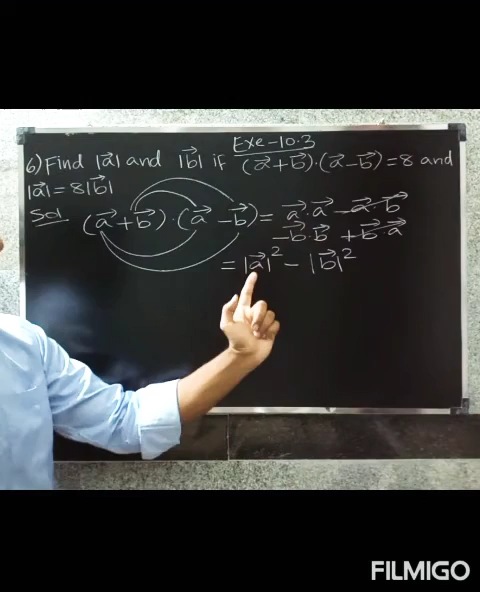 Exe-10.3
6) Find |a⃗| and |b⃗| if (a⃗+b⃗)·(a⃗-b⃗)=8 and
|a⃗|=8|b⃗|
Sol. (a⃗+b⃗)·(a⃗-b⃗)= a⃗·a⃗ -a⃗·b⃗
-b⃗·b⃗ +b⃗·a⃗
=|a⃗|² - |b⃗|²
FILMIGO